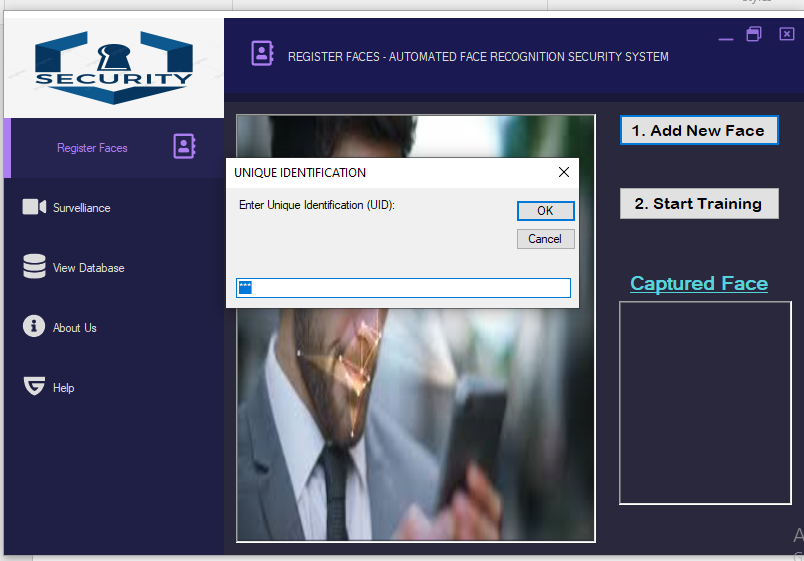 SECURITY
REGISTER FACES - AUTOMATED FACE RECOGNITION SECURITY SYSTEM
Register Faces
Survelliance
View Database
About Us
Help
UNIQUE IDENTIFICATION
Enter Unique Identification (UID):
OK
Cancel
***
1. Add New Face
2. Start Training
Captured Face